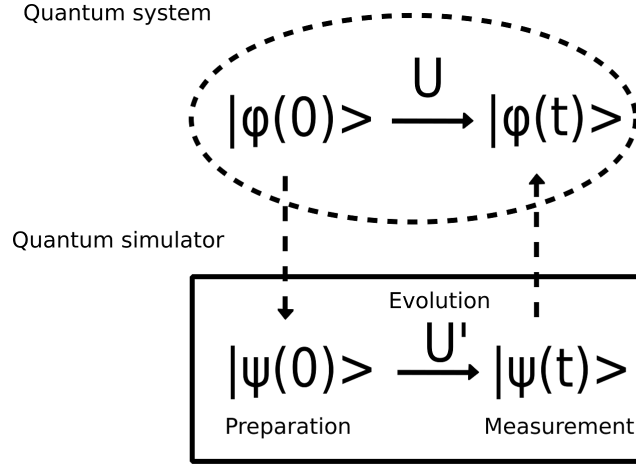 Quantum system
U
|φ(0)> |φ(t)>
Quantum simulator
Evolution
U'
|ψ(0)> |ψ(t)>
Preparation Measurement